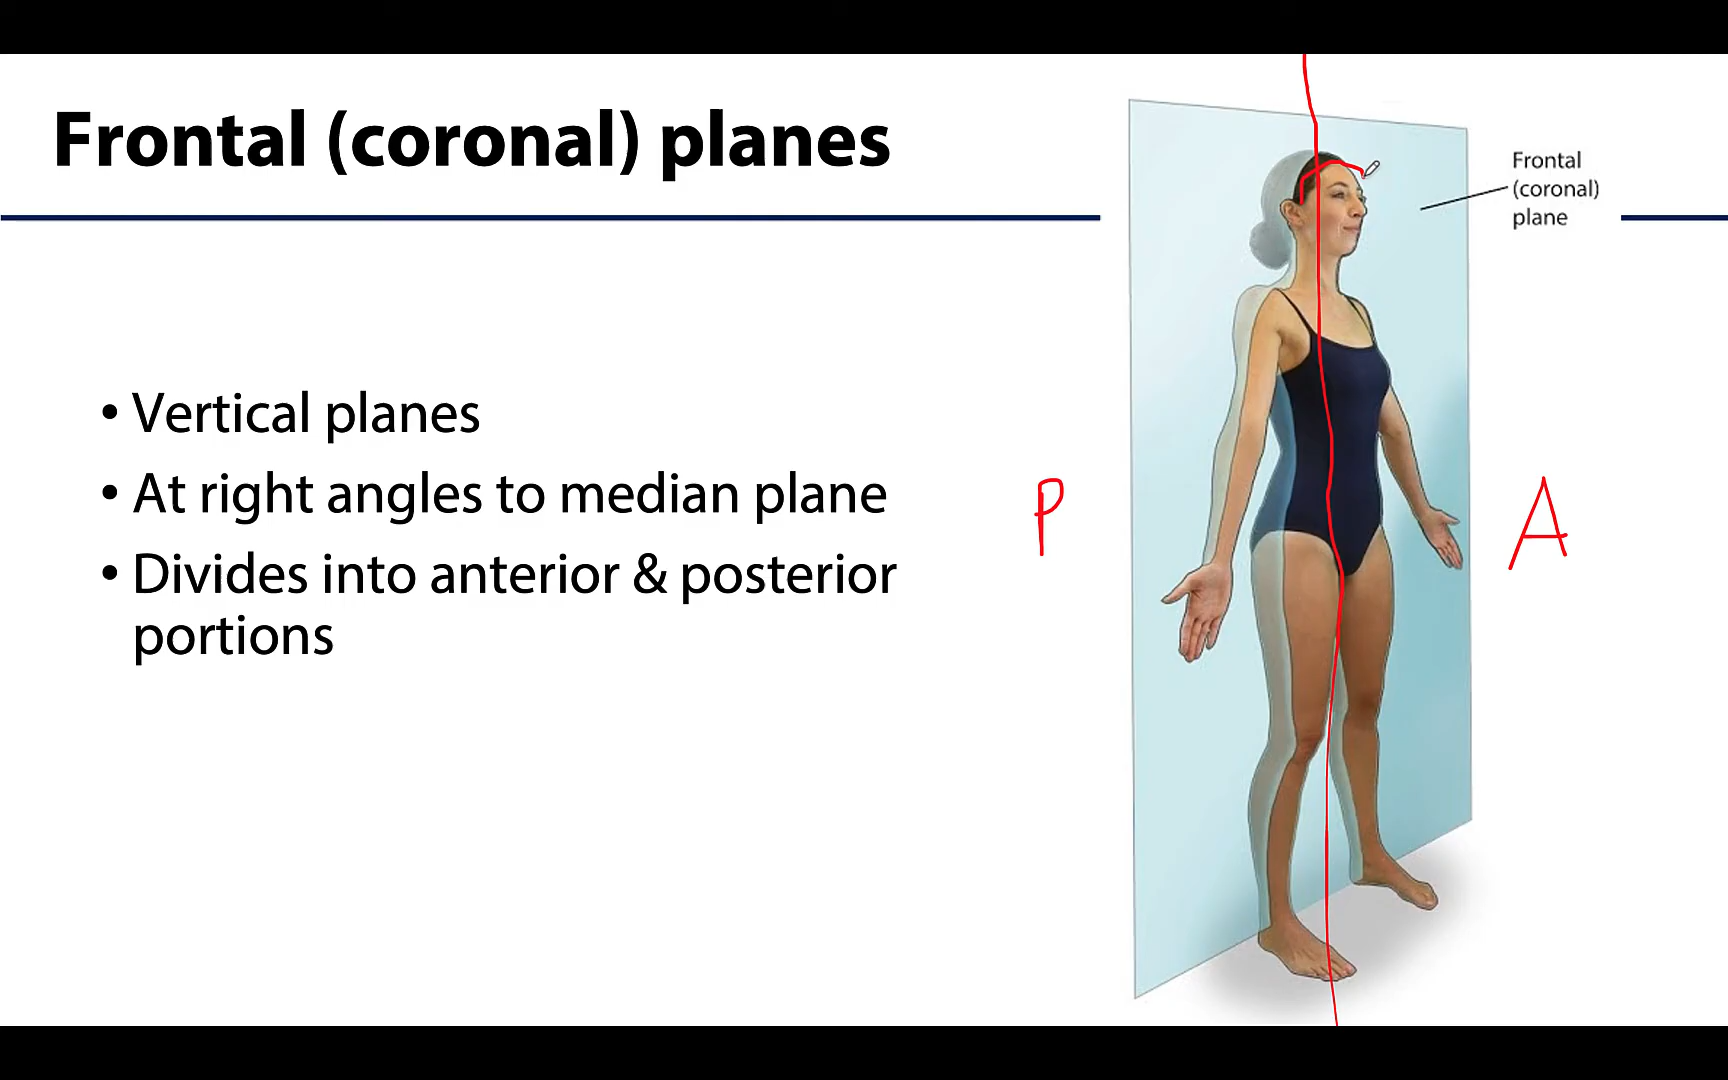 Frontal (coronal) planes
Frontal
(coronal)
plane
• Vertical planes
• At right angles to median plane
• Divides into anterior & posterior
portions
P
A